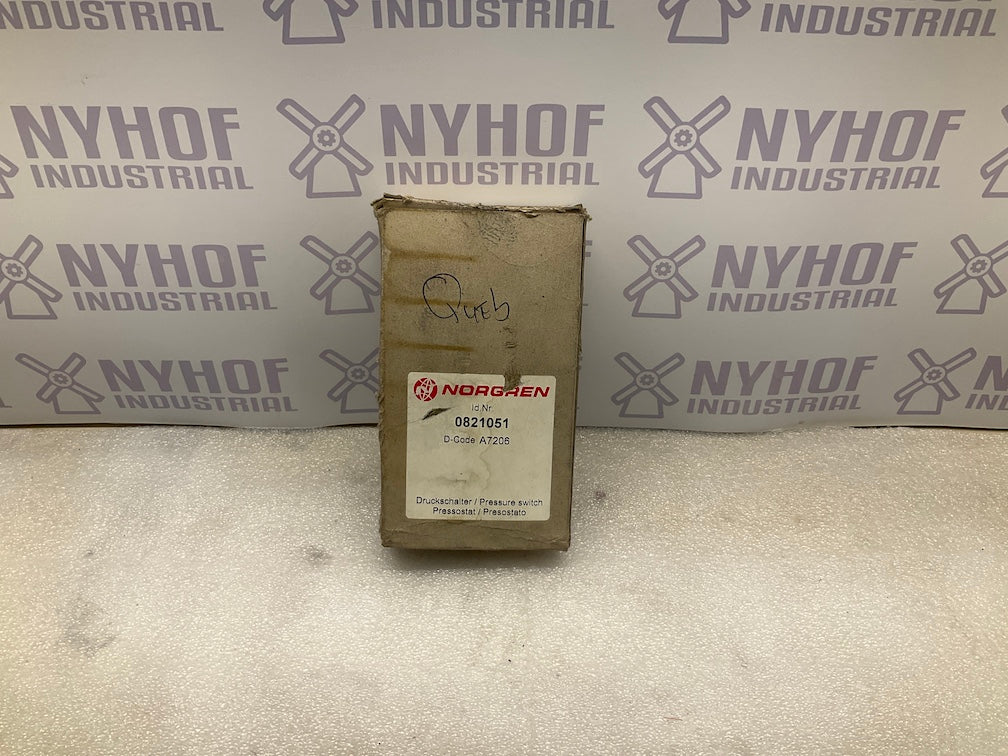 NYHOF INDUSTRIAL NYHOF INDUSTRIAL
INDUSTRIAL
NYHOF
INDUSTRIAL
NYHOF
INDUSTRIAL
NYHOF
INDUSTRIAL
NYHOF
INDUSTRIAL
NYHOF
INDUSTRIAL
NYHOF
INDUSTRIAL
NYHOF
INDUSTRIAL
NORGREN
Id.Nr.
0821051
D-Code A7206
Druckschalter / Pressure switch
Pressostat / Presostato